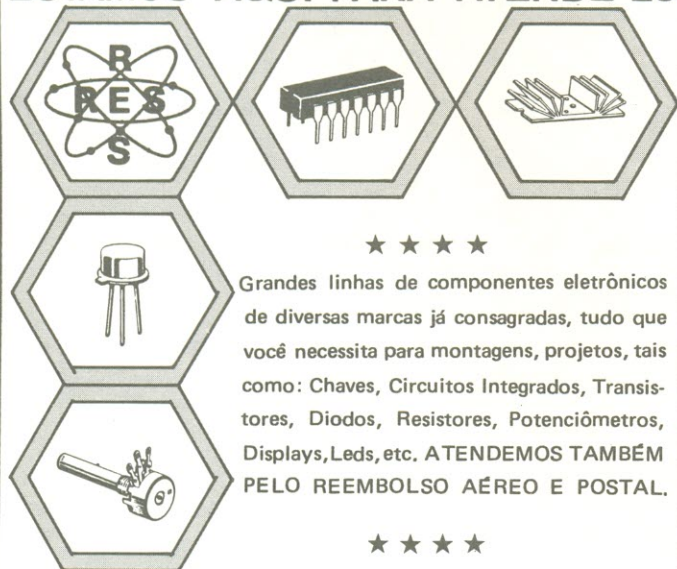 R
R E S
S
★ ★ ★ ★
Grandes linhas de componentes eletrônicos
de diversas marcas já consagradas, tudo que
você necessita para montagens, projetos, tais
como: Chaves, Circuitos Integrados, Transis-
tores, Diodos, Resistores, Potenciômetros,
Displays, Leds, etc. ATENDEMOS TAMBÉM
PELO REEMBOLSO AÉREO E POSTAL.
★ ★ ★ ★